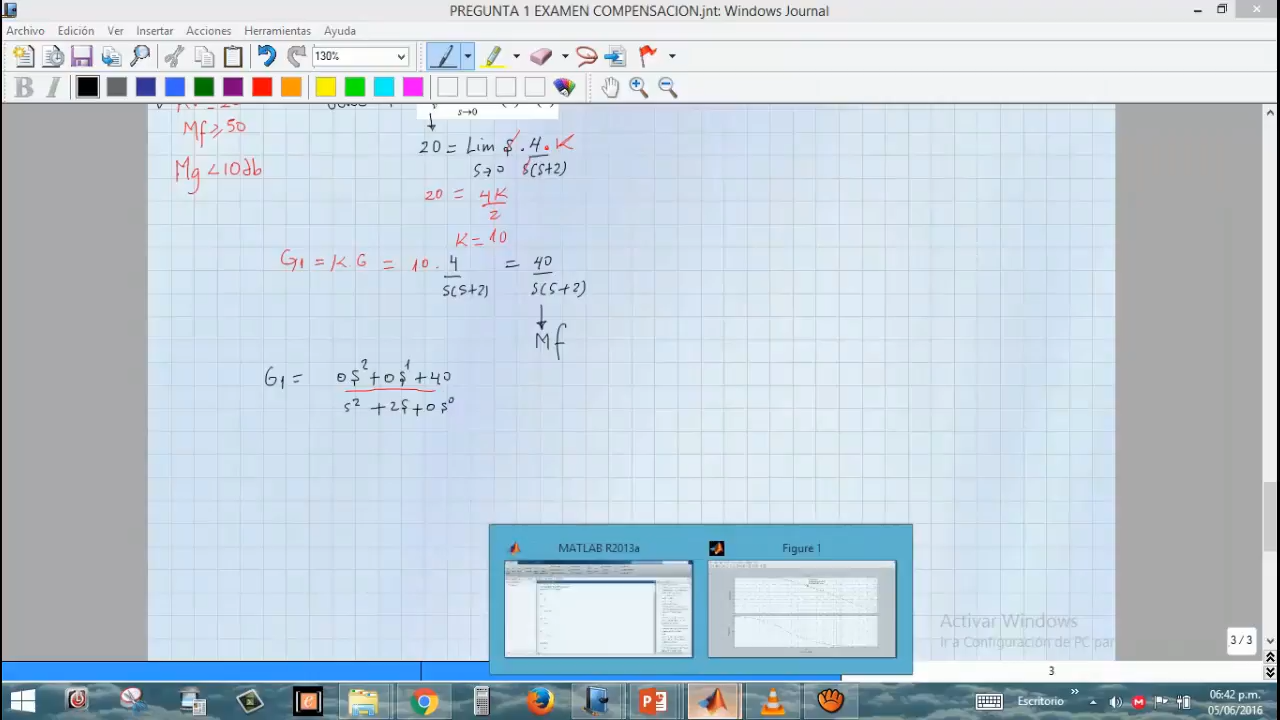 PREGUNTA 1 EXAMEN COMPENSACION.jnt: Windows Journal
Archivo Edición Ver Insertar Acciones Herramientas Ayuda
130%
B I
s→0
Mf ⩾ 50
20 = Lim $ . 4 . K
s→0 s(s+2)
Mg < 10 db
20 = 4K
2
K = 10
G1 = K G = 10 . 4 = 40
s(s+2) s(s+2)
Mf
G1 = 0s² + 0s¹ + 40
s² + 2s + 0s⁰
MATLAB R2013a Figure 1
Activar Windows
Ir a Configuración de PC par
3 / 3
3
Escritorio
06:42 p.m.
05/06/2016